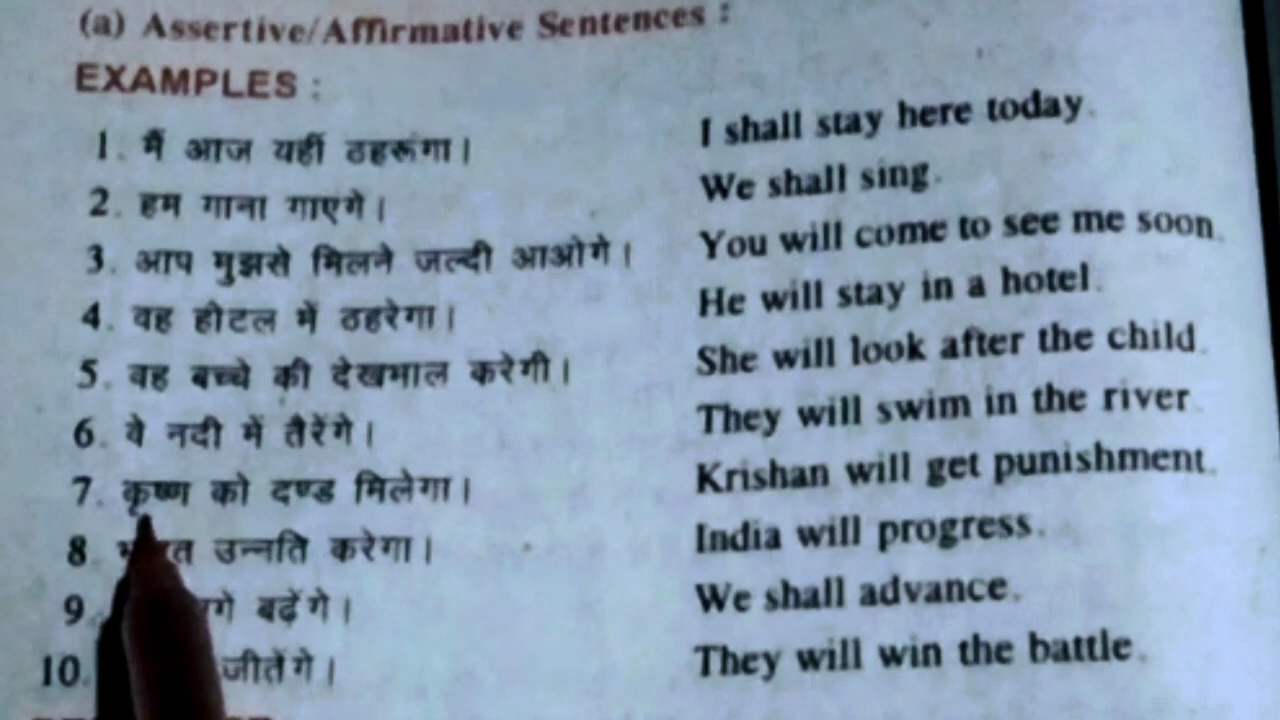 (a) Assertive/Affirmative Sentences :
EXAMPLES :
1. मैं आज यहीं ठहरूंगा। I shall stay here today.
2. हम गाना गाएगे। We shall sing.
3. आप मुझसे मिलने जल्दी आओगे। You will come to see me soon.
4. वह होटल में ठहरेगा। He will stay in a hotel.
5. वह बच्चे की देखभाल करेगी। She will look after the child.
6. वे नदी में तैरेंगे। They will swim in the river.
7. कृष्ण को दण्ड मिलेगा। Krishan will get punishment.
8. उन्नति करेगा। India will progress.
9. बढ़ेंगे। We shall advance.
10. जीतेंगे। They will win the battle.